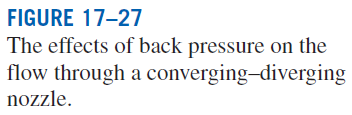 FIGURE 17–27
The effects of back pressure on the
flow through a converging–diverging
nozzle.